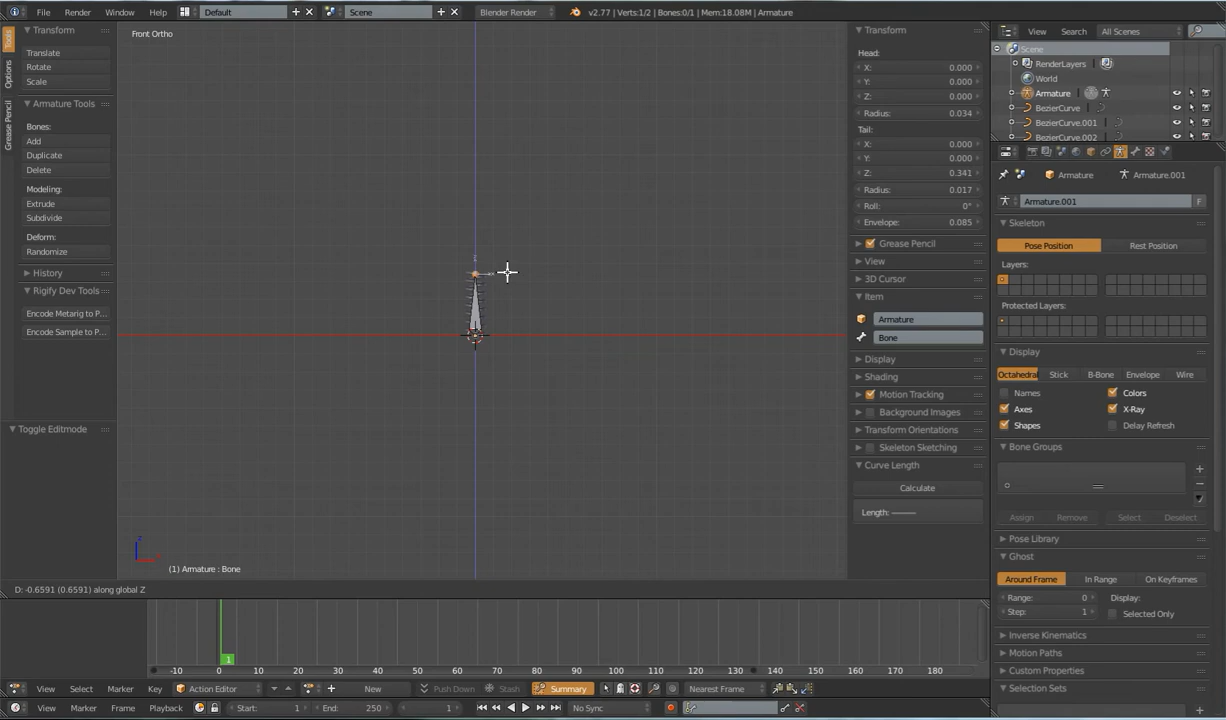 File Render Window Help Default Scene Blender Render v2.77 | Verts:1/2 | Bones:0/1 | Mem:18.08M | Armature
Tools
Options
Grease Pencil
Transform
Translate
Rotate
Scale
Armature Tools
Bones:
Add
Duplicate
Delete
Modeling:
Extrude
Subdivide
Deform:
Randomize
History
Rigify Dev Tools
Encode Metarig to P...
Encode Sample to P...
Toggle Editmode
Front Ortho
(1) Armature : Bone
D: -0.6591 (0.6591) along global Z
Transform
Head:
X: 0.000
Y: 0.000
Z: 0.000
Radius: 0.034
Tail:
X: 0.000
Y: 0.000
Z: 0.341
Radius: 0.017
Roll: 0°
Envelope: 0.085
Grease Pencil
View
3D Cursor
Item
Armature
Bone
Display
Shading
Motion Tracking
Background Images
Transform Orientations
Skeleton Sketching
Curve Length
Calculate
Length: ——
View Search All Scenes
Scene
RenderLayers
World
Armature
BezierCurve
BezierCurve.001
BezierCurve.002
Armature Armature.001
Armature.001 F
Skeleton
Pose Position Rest Position
Layers:
Protected Layers:
Display
Octahedral Stick B-Bone Envelope Wire
Names Colors
Axes X-Ray
Shapes Delay Refresh
Bone Groups
Assign Remove Select Deselect
Pose Library
Ghost
Around Frame In Range On Keyframes
Range: 0 Display:
Step: 1 Selected Only
Inverse Kinematics
Motion Paths
Custom Properties
Selection Sets
1
-10 0 10 20 30 40 50 60 70 80 90 100 110 120 130 140 150 160 170 180
View Select Marker Key Action Editor New Push Down Stash Summary Nearest Frame
View Marker Frame Playback Start: 1 End: 250 1 No Sync